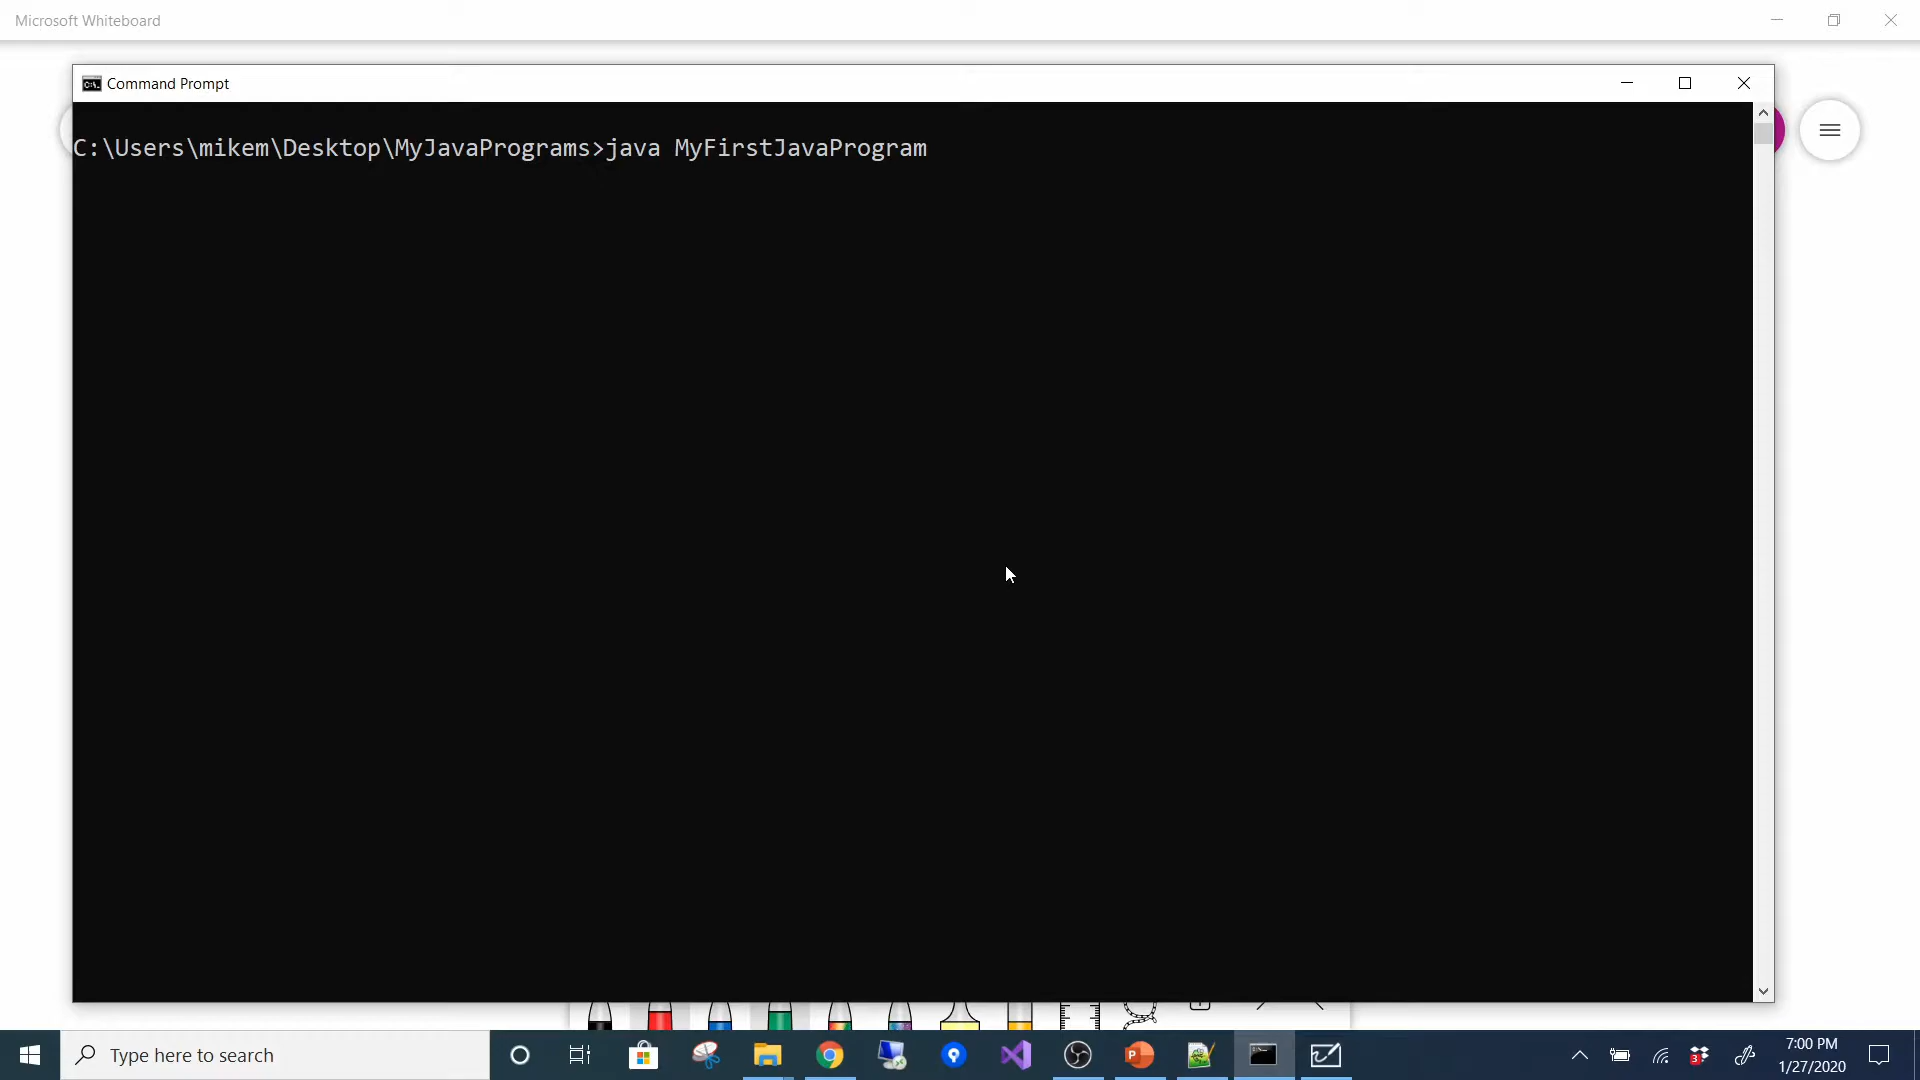 Microsoft Whiteboard
Command Prompt
C:\Users\mikem\Desktop\MyJavaPrograms>java MyFirstJavaProgram
Type here to search
7:00 PM
1/27/2020